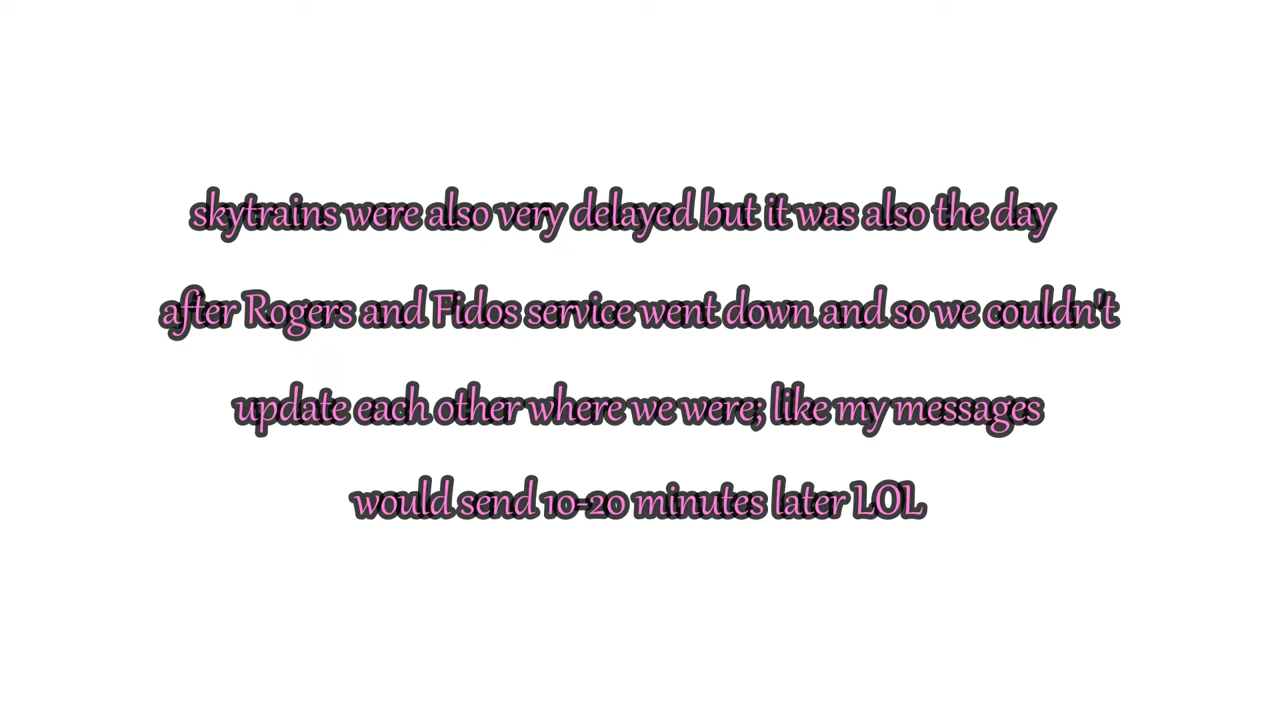 skytrains were also very delayed but it was also the day
after Rogers and Fidos service went down and so we couldn't
update each other where we were; like my messages
would send 10-20 minutes later LOL